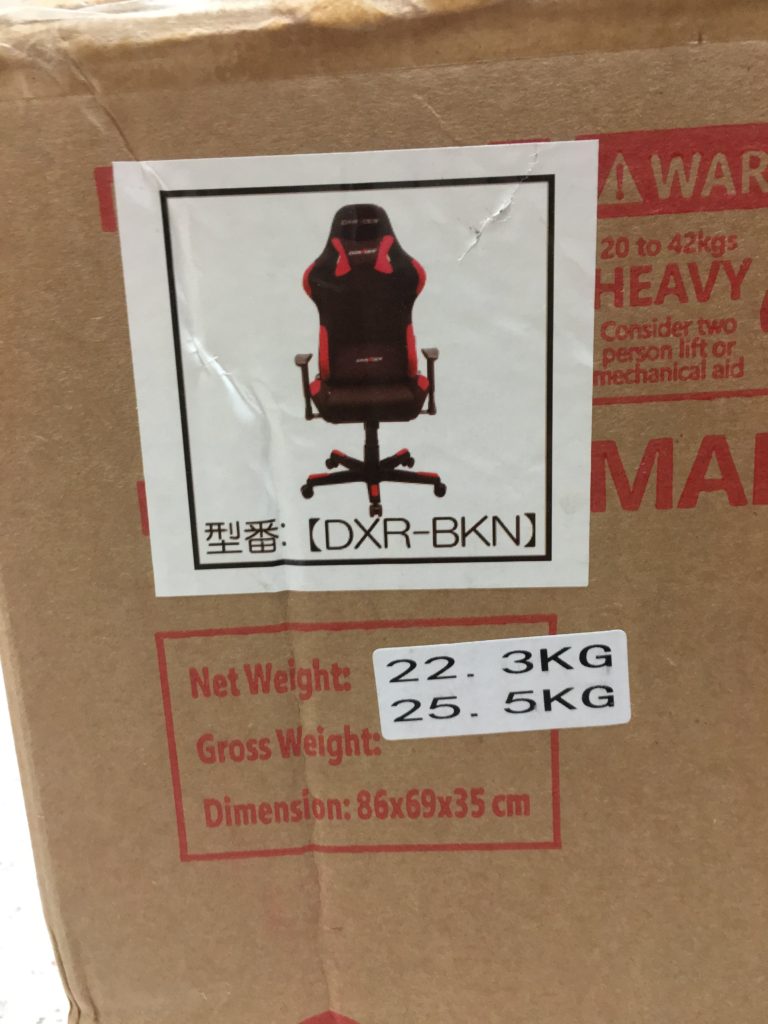 WAR
20 to 42kgs
HEAVY
Consider two
person lift or
mechanical aid
MA
型番:【DXR-BKN】
Net Weight: 22. 3KG
Gross Weight: 25. 5KG
Dimension: 86x69x35 cm